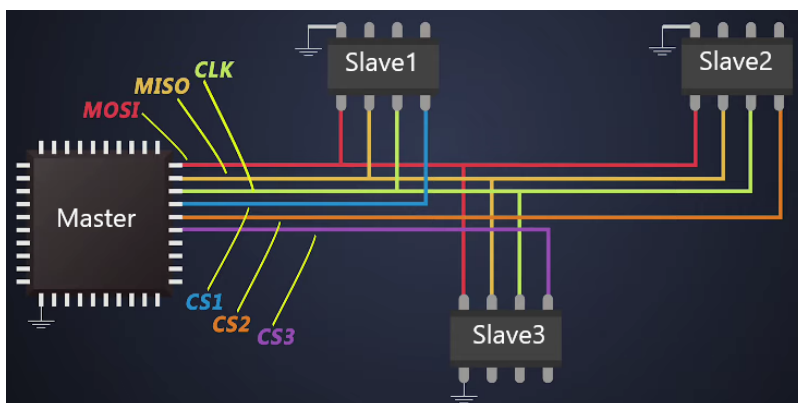 Slave1
Slave2
CLK
MISO
MOSI
Master
CS1
CS2
CS3
Slave3